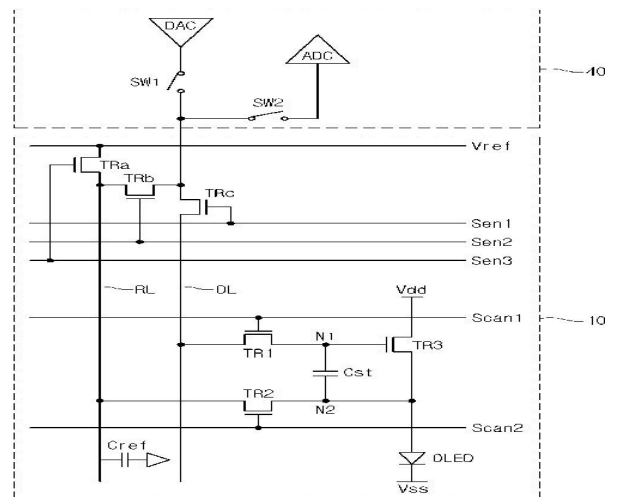 DAC
ADC
SW1
SW2
40
Vref
TRa
TRb
TRc
Sen1
Sen2
Sen3
RL
DL
Vdd
Scan1
10
N1
TR1
TR3
Cst
TR2
N2
Scan2
Cref
OLED
Vss